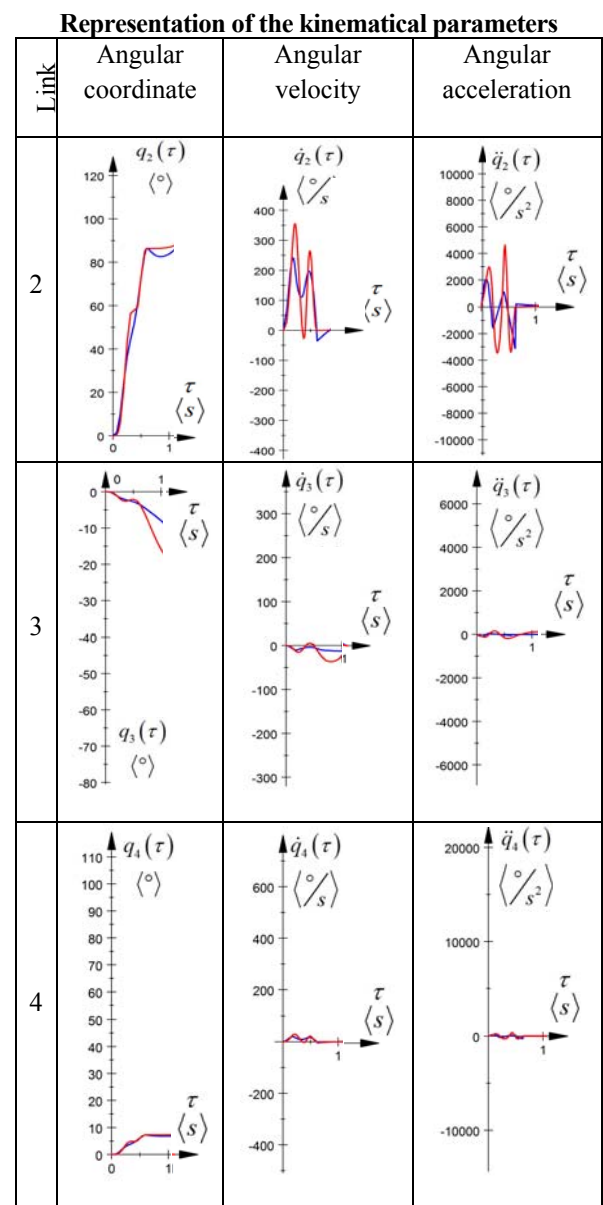 Representation of the kinematical parameters
Link
Angular coordinate
Angular velocity
Angular acceleration
2
q₂(τ)
⟨°⟩
120
100
80
60
40
20
0
0
1
τ
⟨s⟩
q̇₂(τ)
⟨°/s⟩
400
300
200
100
0
-100
-200
-300
-400
τ
⟨s⟩
q̈₂(τ)
⟨°/s²⟩
10000
8000
6000
4000
2000
0
-2000
-4000
-6000
-8000
-10000
1
τ
⟨s⟩
3
0
1
0
-10
-20
-30
-40
-50
-60
-70
-80
τ
⟨s⟩
q₃(τ)
⟨°⟩
q̇₃(τ)
⟨°/s⟩
300
200
100
0
-100
-200
-300
1
τ
⟨s⟩
q̈₃(τ)
⟨°/s²⟩
6000
4000
2000
0
-2000
-4000
-6000
1
τ
⟨s⟩
4
q₄(τ)
⟨°⟩
110
100
90
80
70
60
50
40
30
20
10
0
0
1
τ
⟨s⟩
q̇₄(τ)
⟨°/s⟩
600
400
200
-200
-400
1
τ
⟨s⟩
q̈₄(τ)
⟨°/s²⟩
20000
10000
0
-10000
1
τ
⟨s⟩